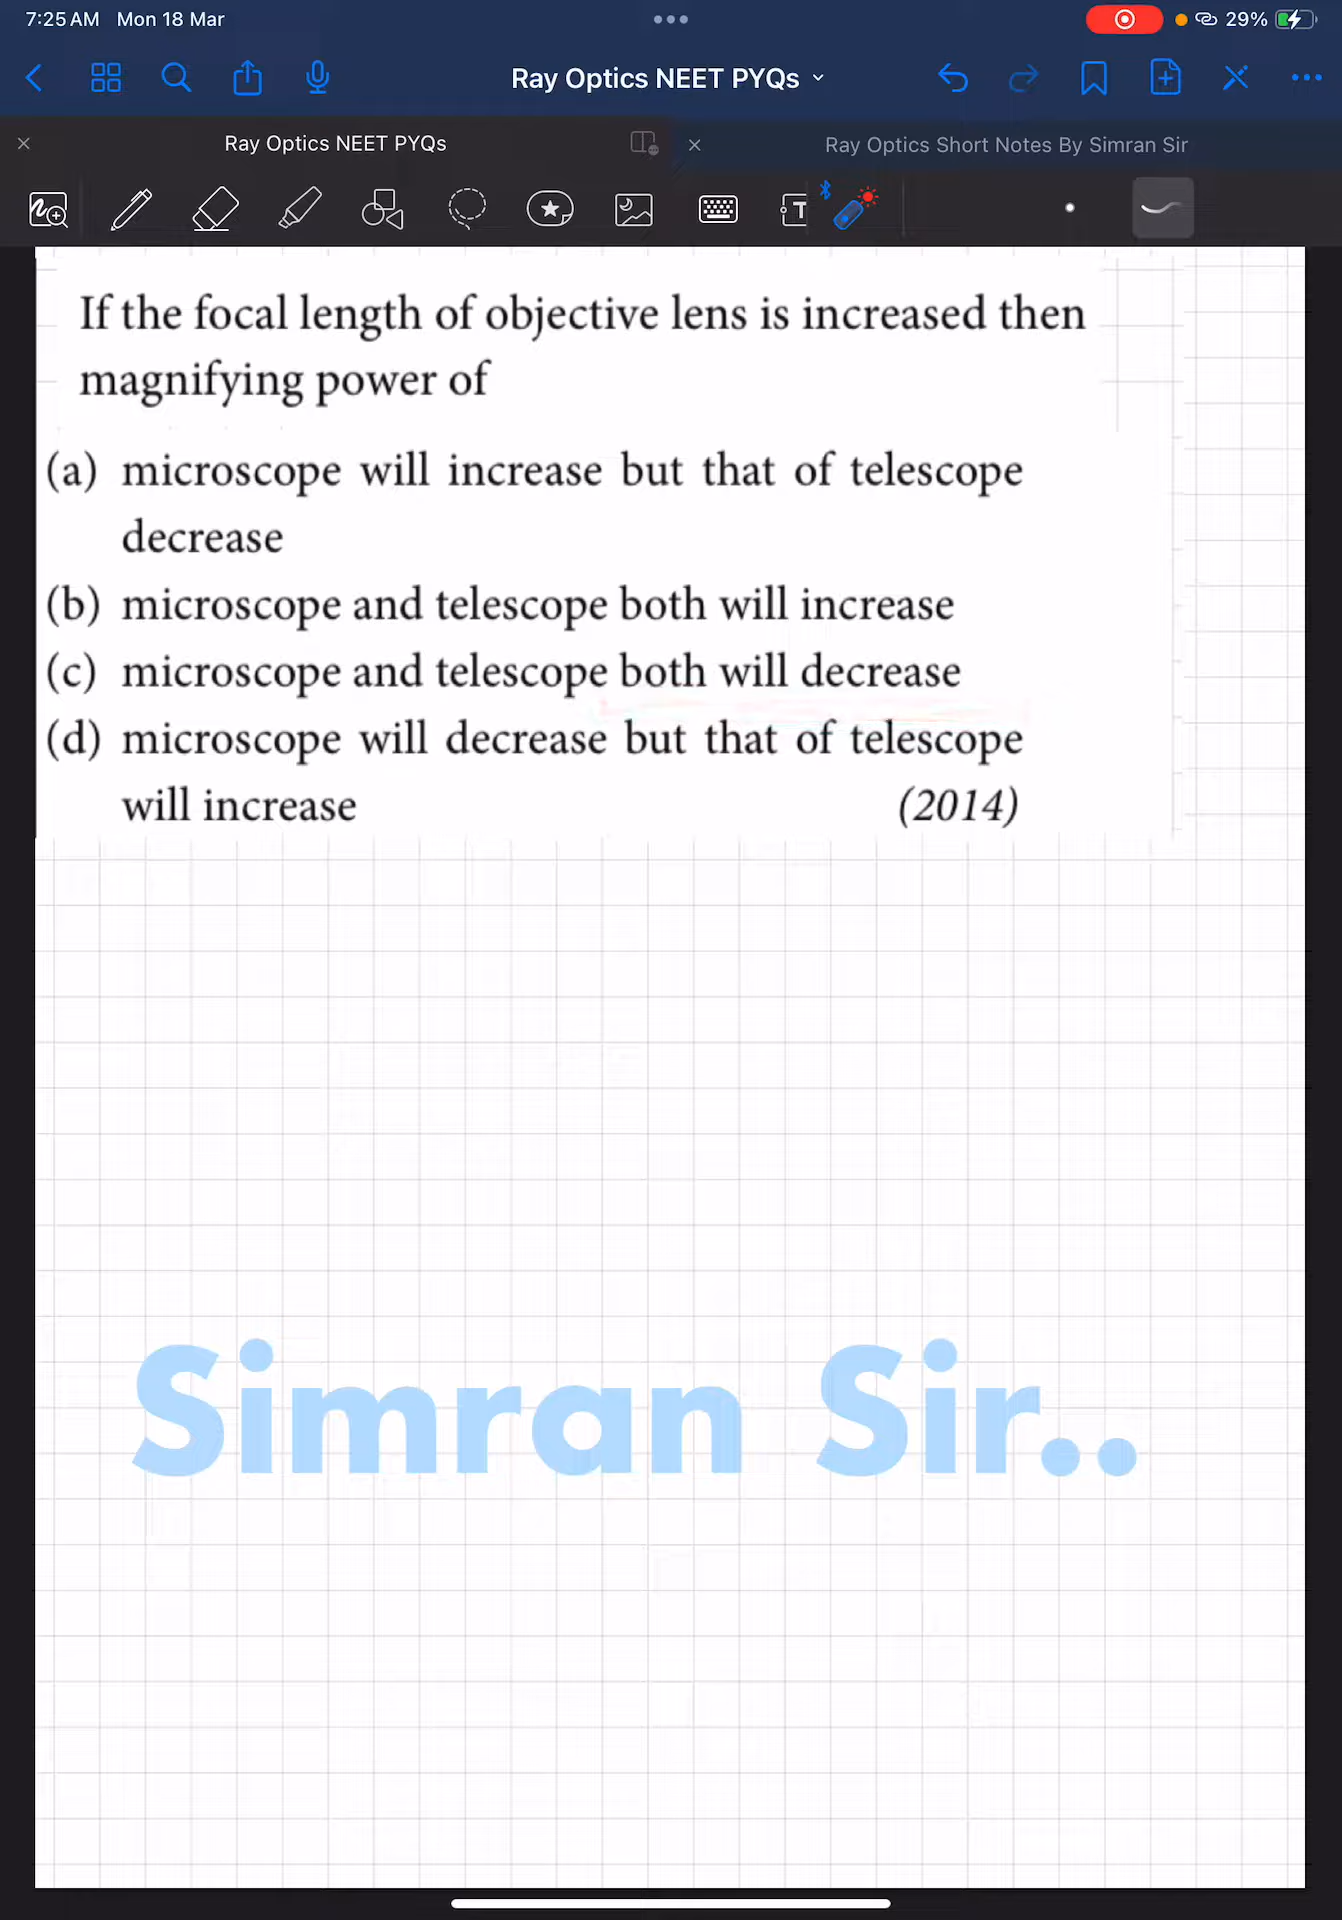 7:25 AM Mon 18 Mar
29%
Ray Optics NEET PYQs
Ray Optics NEET PYQs
Ray Optics Short Notes By Simran Sir
T
If the focal length of objective lens is increased then
magnifying power of
(a) microscope will increase but that of telescope
decrease
(b) microscope and telescope both will increase
(c) microscope and telescope both will decrease
(d) microscope will decrease but that of telescope
will increase (2014)
Simran Sir..